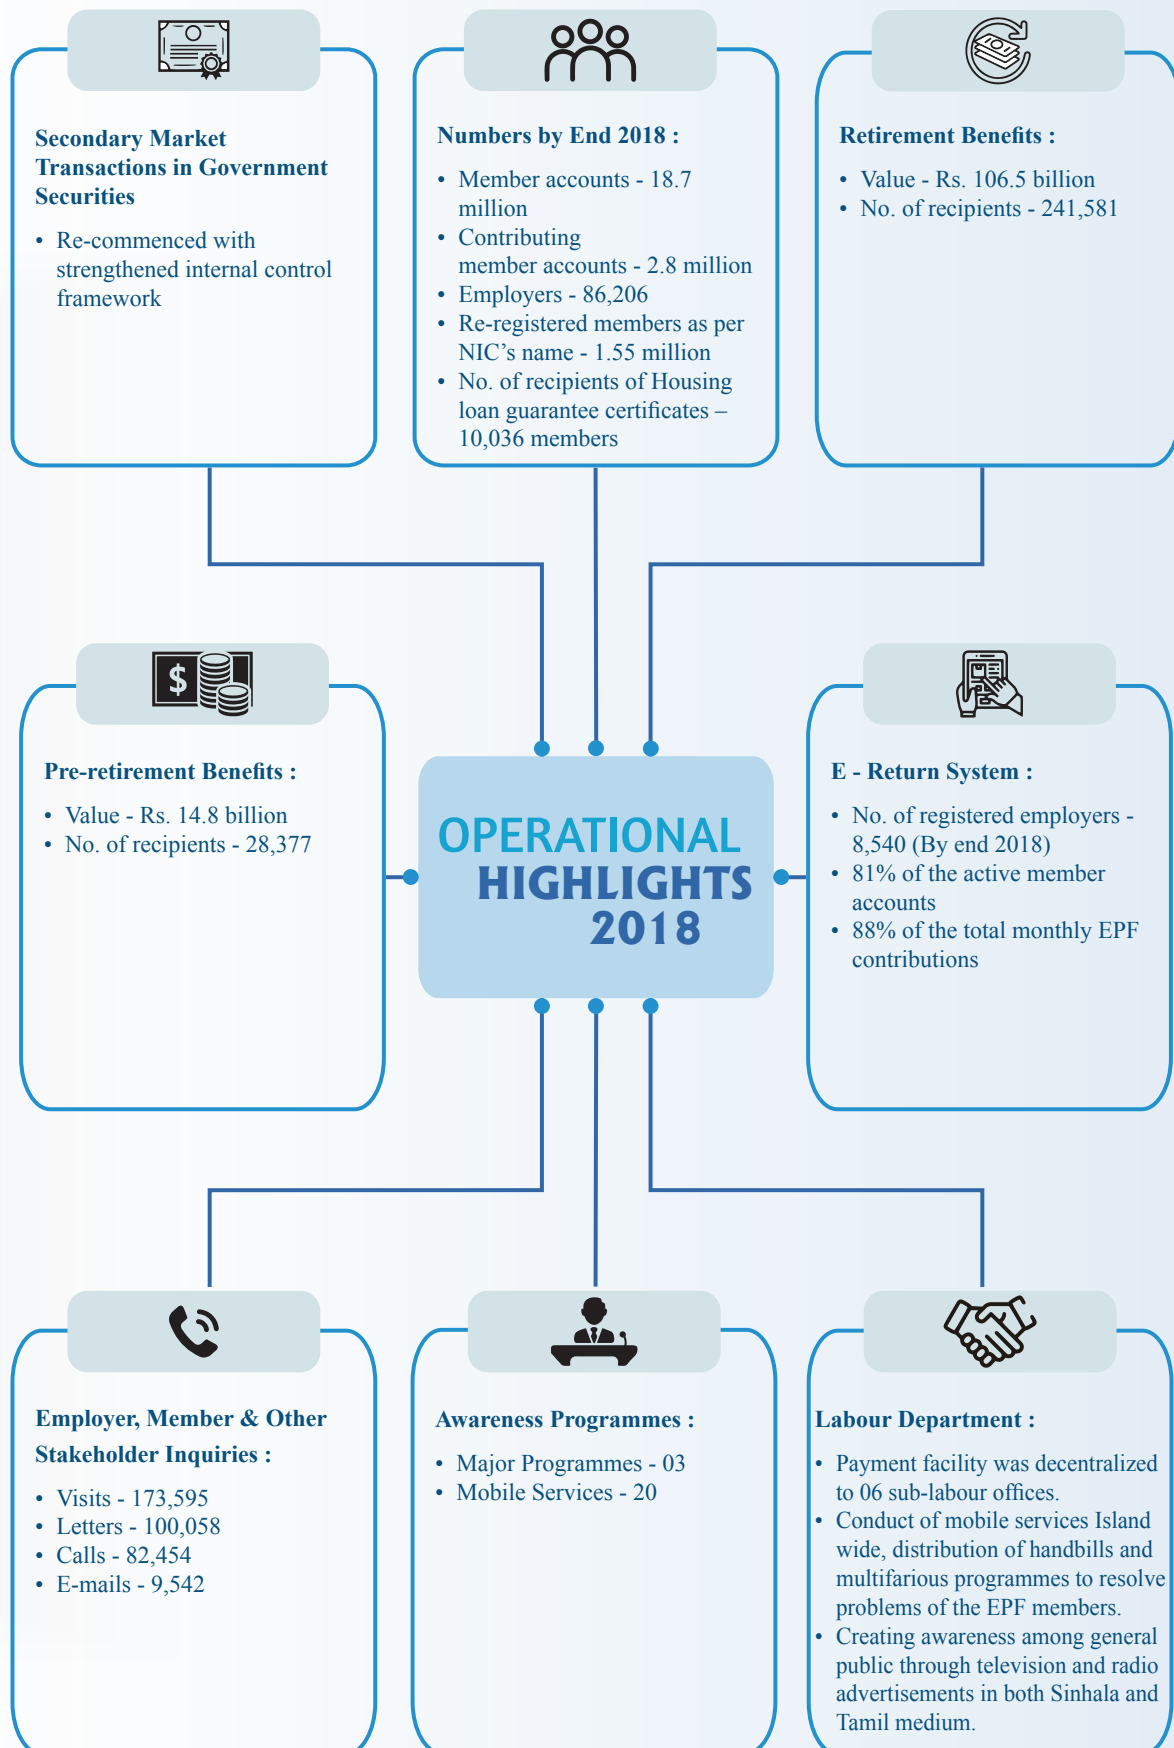 Secondary Market
Transactions in Government
Securities
• Re-commenced with
strengthened internal control
framework
Numbers by End 2018 :
• Member accounts - 18.7
million
• Contributing
member accounts - 2.8 million
• Employers - 86,206
• Re-registered members as per
NIC’s name - 1.55 million
• No. of recipients of Housing
loan guarantee certificates –
10,036 members
Retirement Benefits :
• Value - Rs. 106.5 billion
• No. of recipients - 241,581
$
Pre-retirement Benefits :
• Value - Rs. 14.8 billion
• No. of recipients - 28,377
OPERATIONAL
HIGHLIGHTS
2018
E - Return System :
• No. of registered employers -
8,540 (By end 2018)
• 81% of the active member
accounts
• 88% of the total monthly EPF
contributions
Employer, Member & Other
Stakeholder Inquiries :
• Visits - 173,595
• Letters - 100,058
• Calls - 82,454
• E-mails - 9,542
Awareness Programmes :
• Major Programmes - 03
• Mobile Services - 20
Labour Department :
• Payment facility was decentralized
to 06 sub-labour offices.
• Conduct of mobile services Island
wide, distribution of handbills and
multifarious programmes to resolve
problems of the EPF members.
• Creating awareness among general
public through television and radio
advertisements in both Sinhala and
Tamil medium.